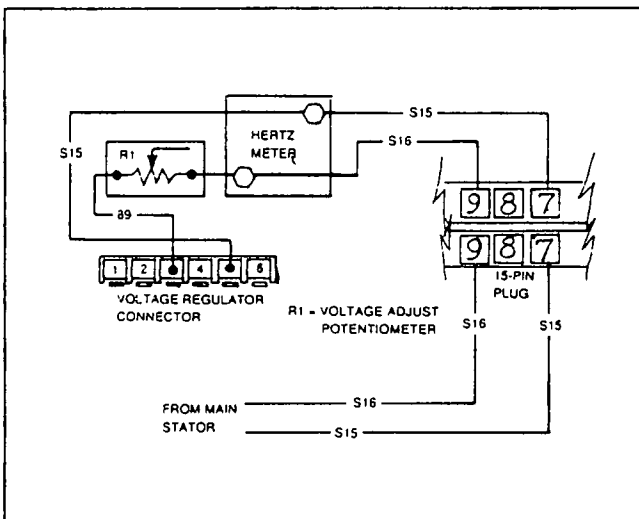 S15
HERTZ
METER
S16
R1
S15
89
9 8 7
9 8 7
1 2 4 6
VOLTAGE REGULATOR
CONNECTOR
15-PIN
PLUG
R1 = VOLTAGE ADJUST
POTENTIOMETER
S16
S15
FROM MAIN
STATOR
S16
S15